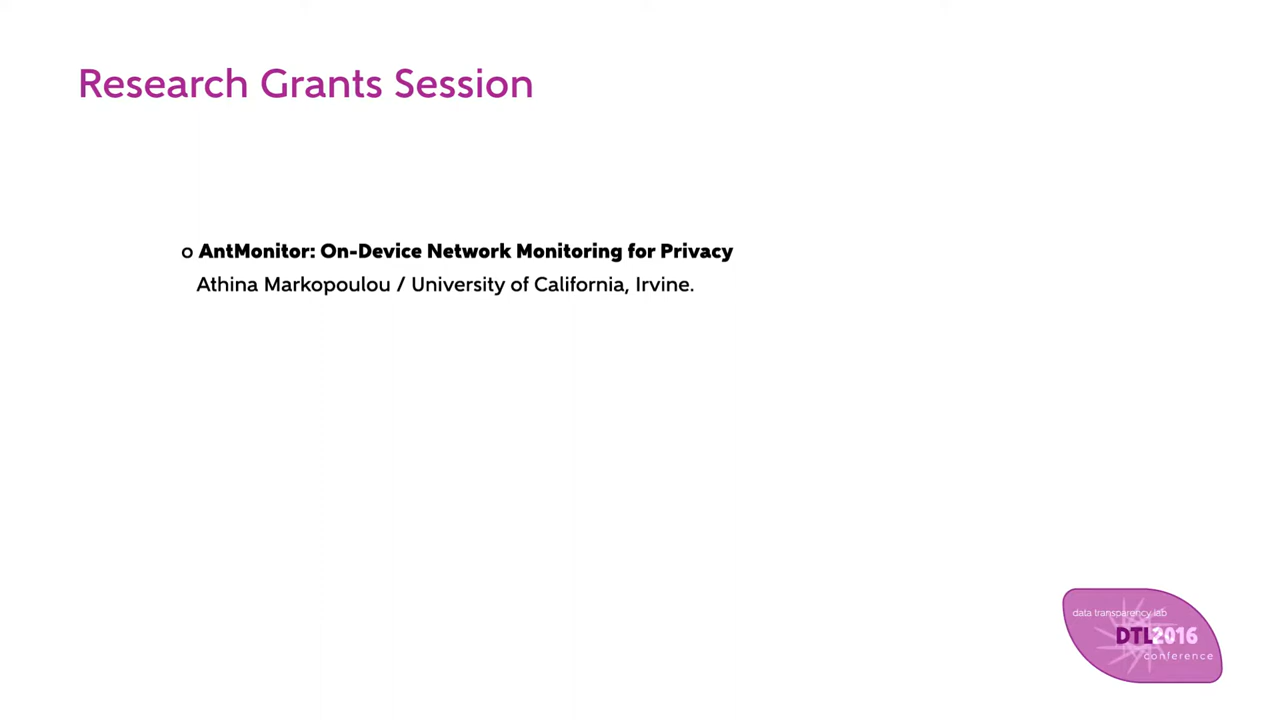 Research Grants Session
o AntMonitor: On-Device Network Monitoring for Privacy
Athina Markopoulou / University of California, Irvine.
data transparency lab
DTL2016
conference